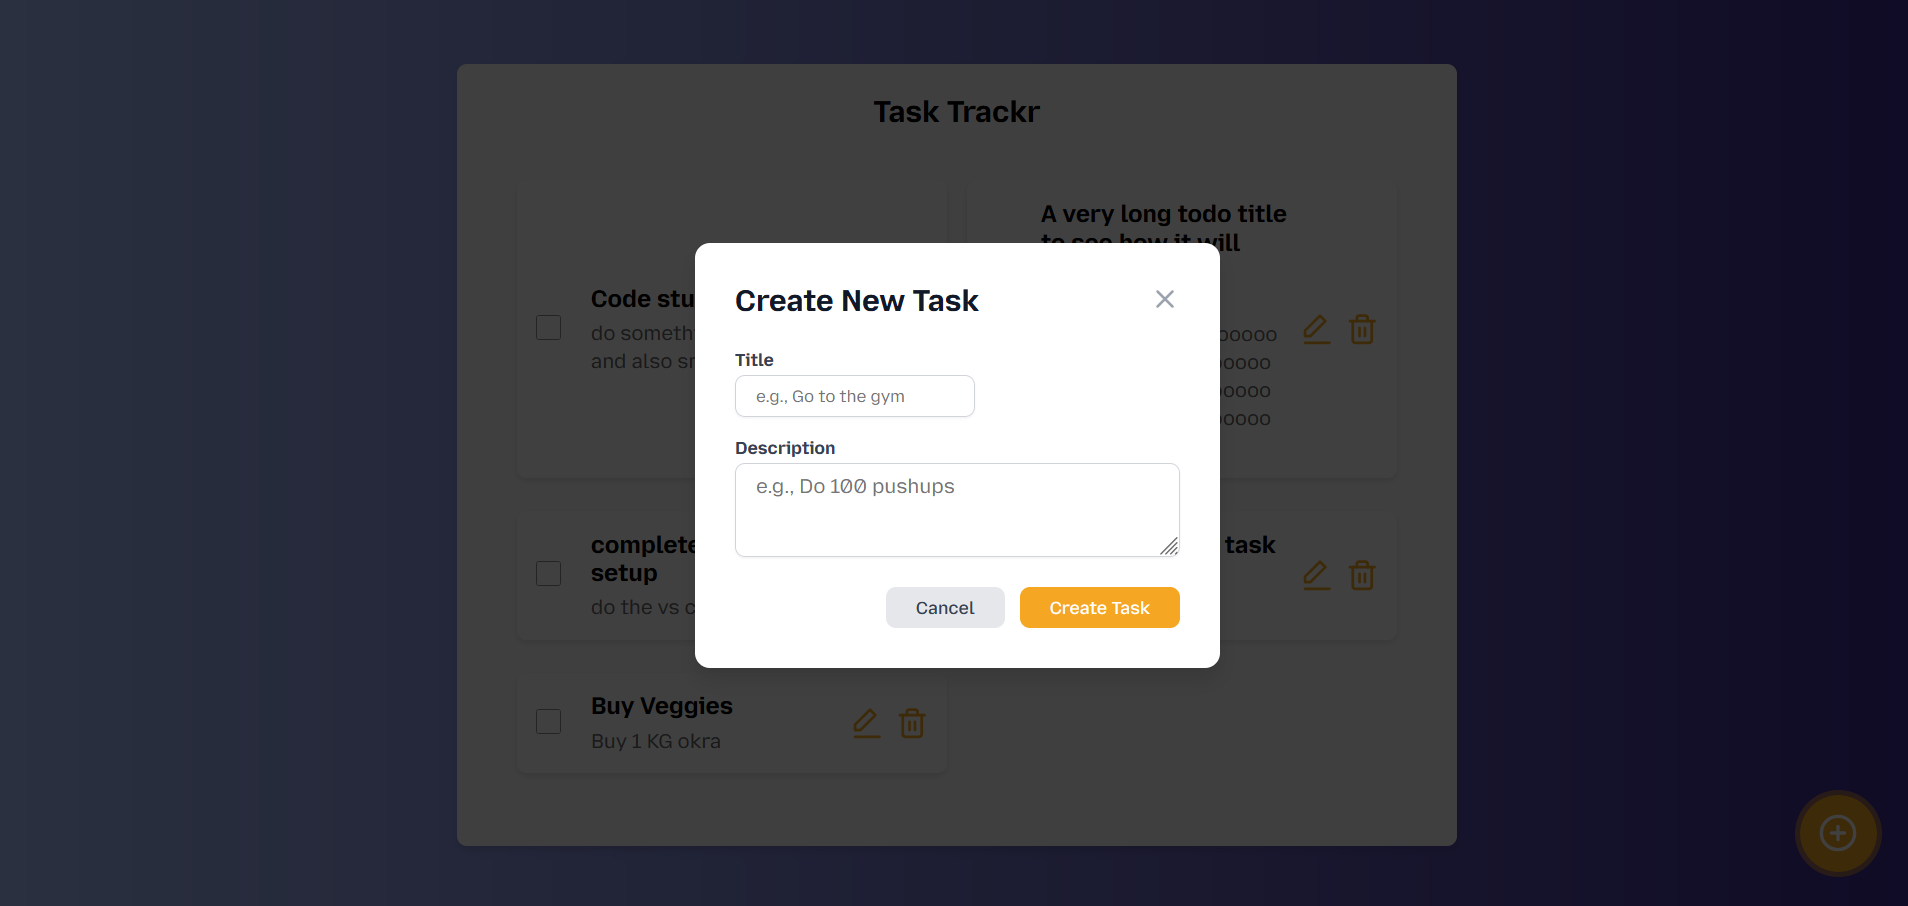 Task Trackr
A very long todo title
to see how it will
Code stu
do someth
and also sr
ooooo
oooo
oooo
oooo
Create New Task
Title
e.g., Go to the gym
Description
e.g., Do 100 pushups
Cancel
Create Task
complete
setup
do the vs c
task
Buy Veggies
Buy 1 KG okra